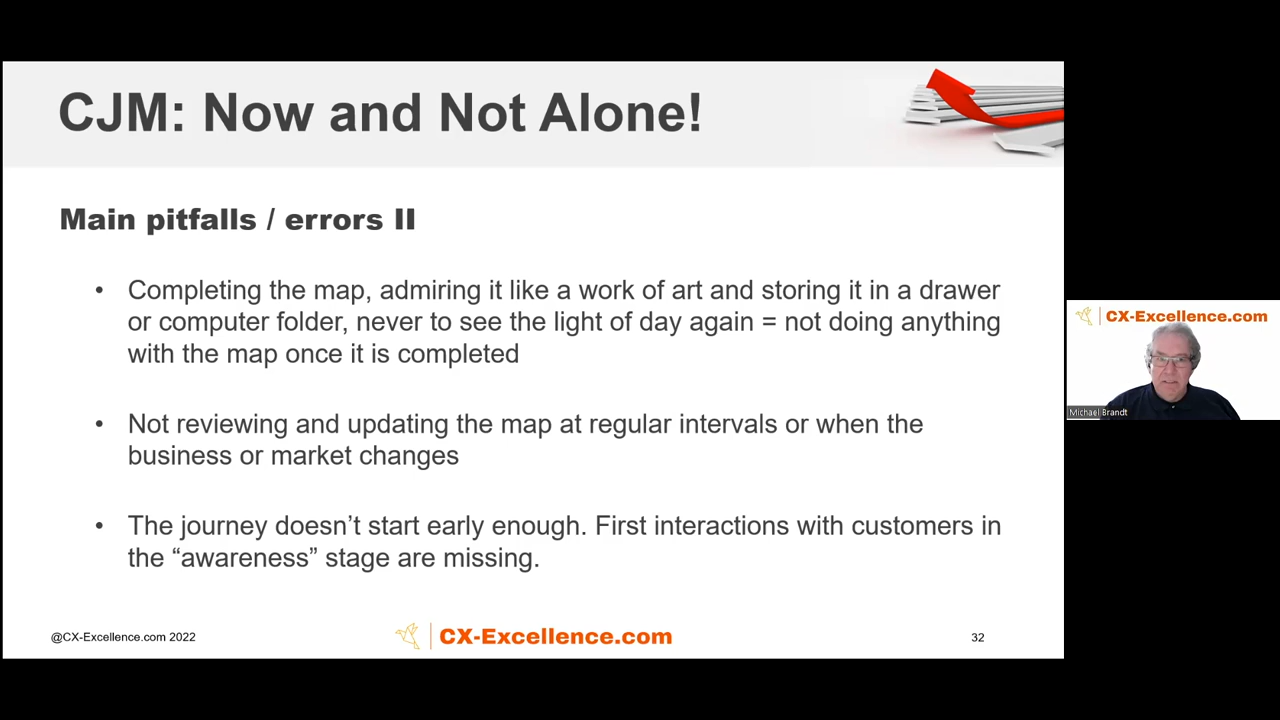 CJM: Now and Not Alone!
Main pitfalls / errors II
• Completing the map, admiring it like a work of art and storing it in a drawer
or computer folder, never to see the light of day again = not doing anything
with the map once it is completed
• Not reviewing and updating the map at regular intervals or when the
business or market changes
• The journey doesn’t start early enough. First interactions with customers in
the “awareness” stage are missing.
@CX-Excellence.com 2022
CX-Excellence.com
32
CX-Excellence.com
Michael Brandt